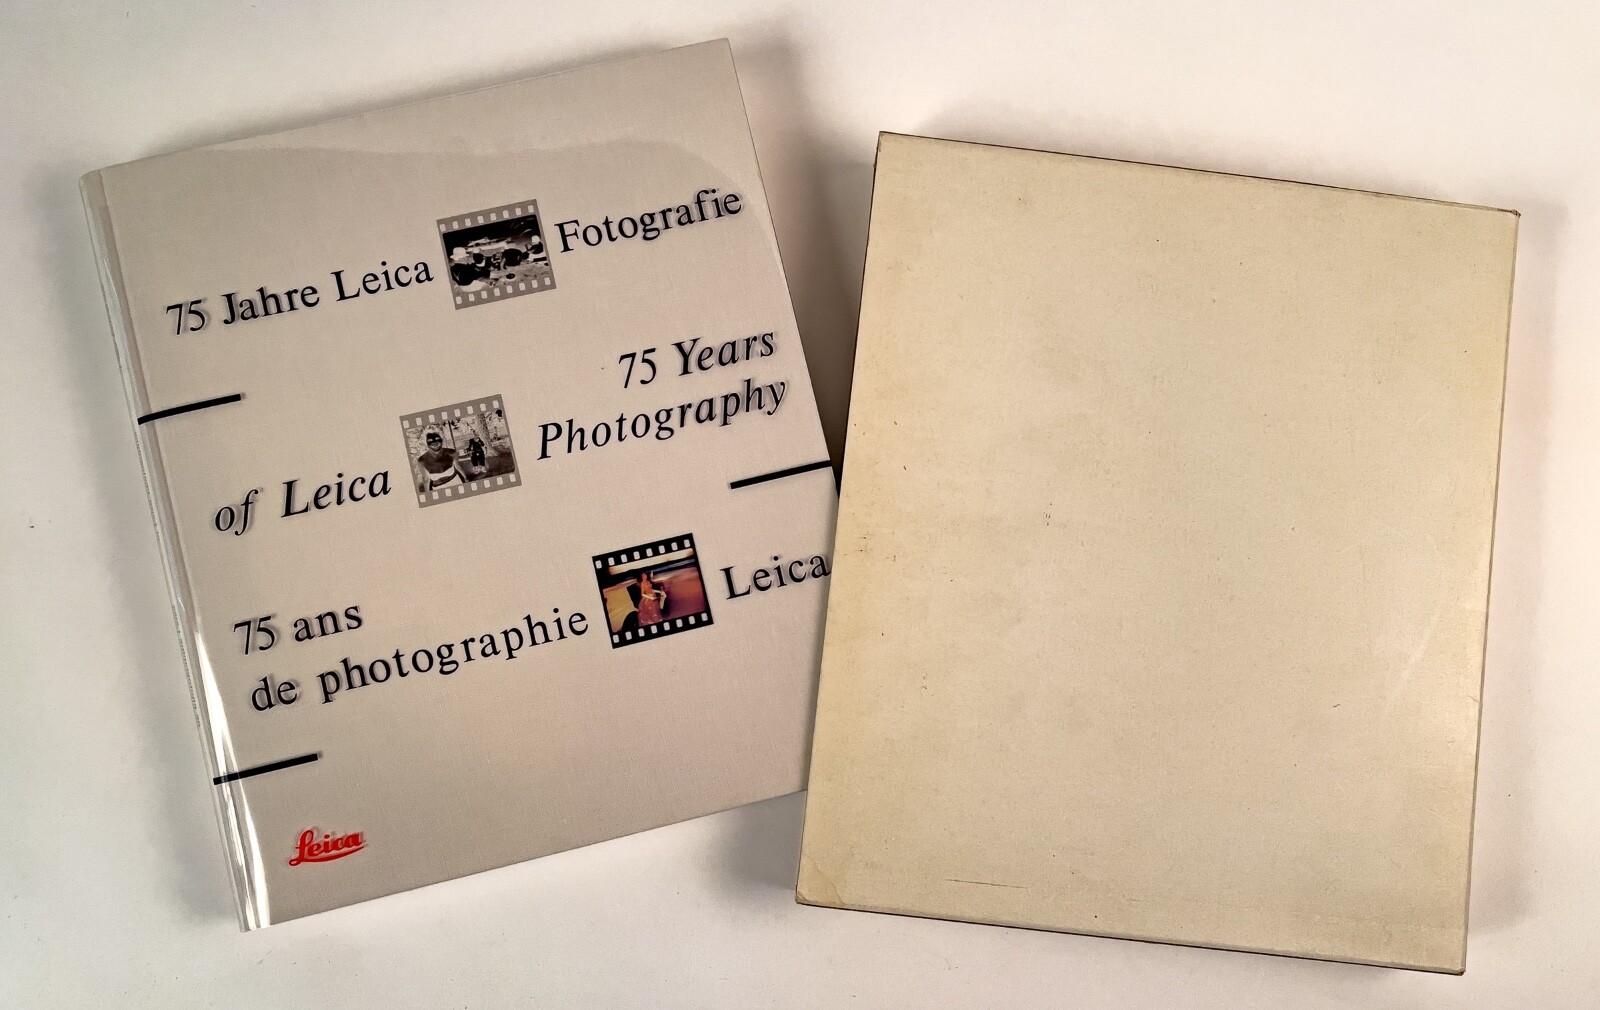 75 Jahre Leica Fotografie
75 Years
of Leica Photography
75 ans
de photographie Leica
Leica